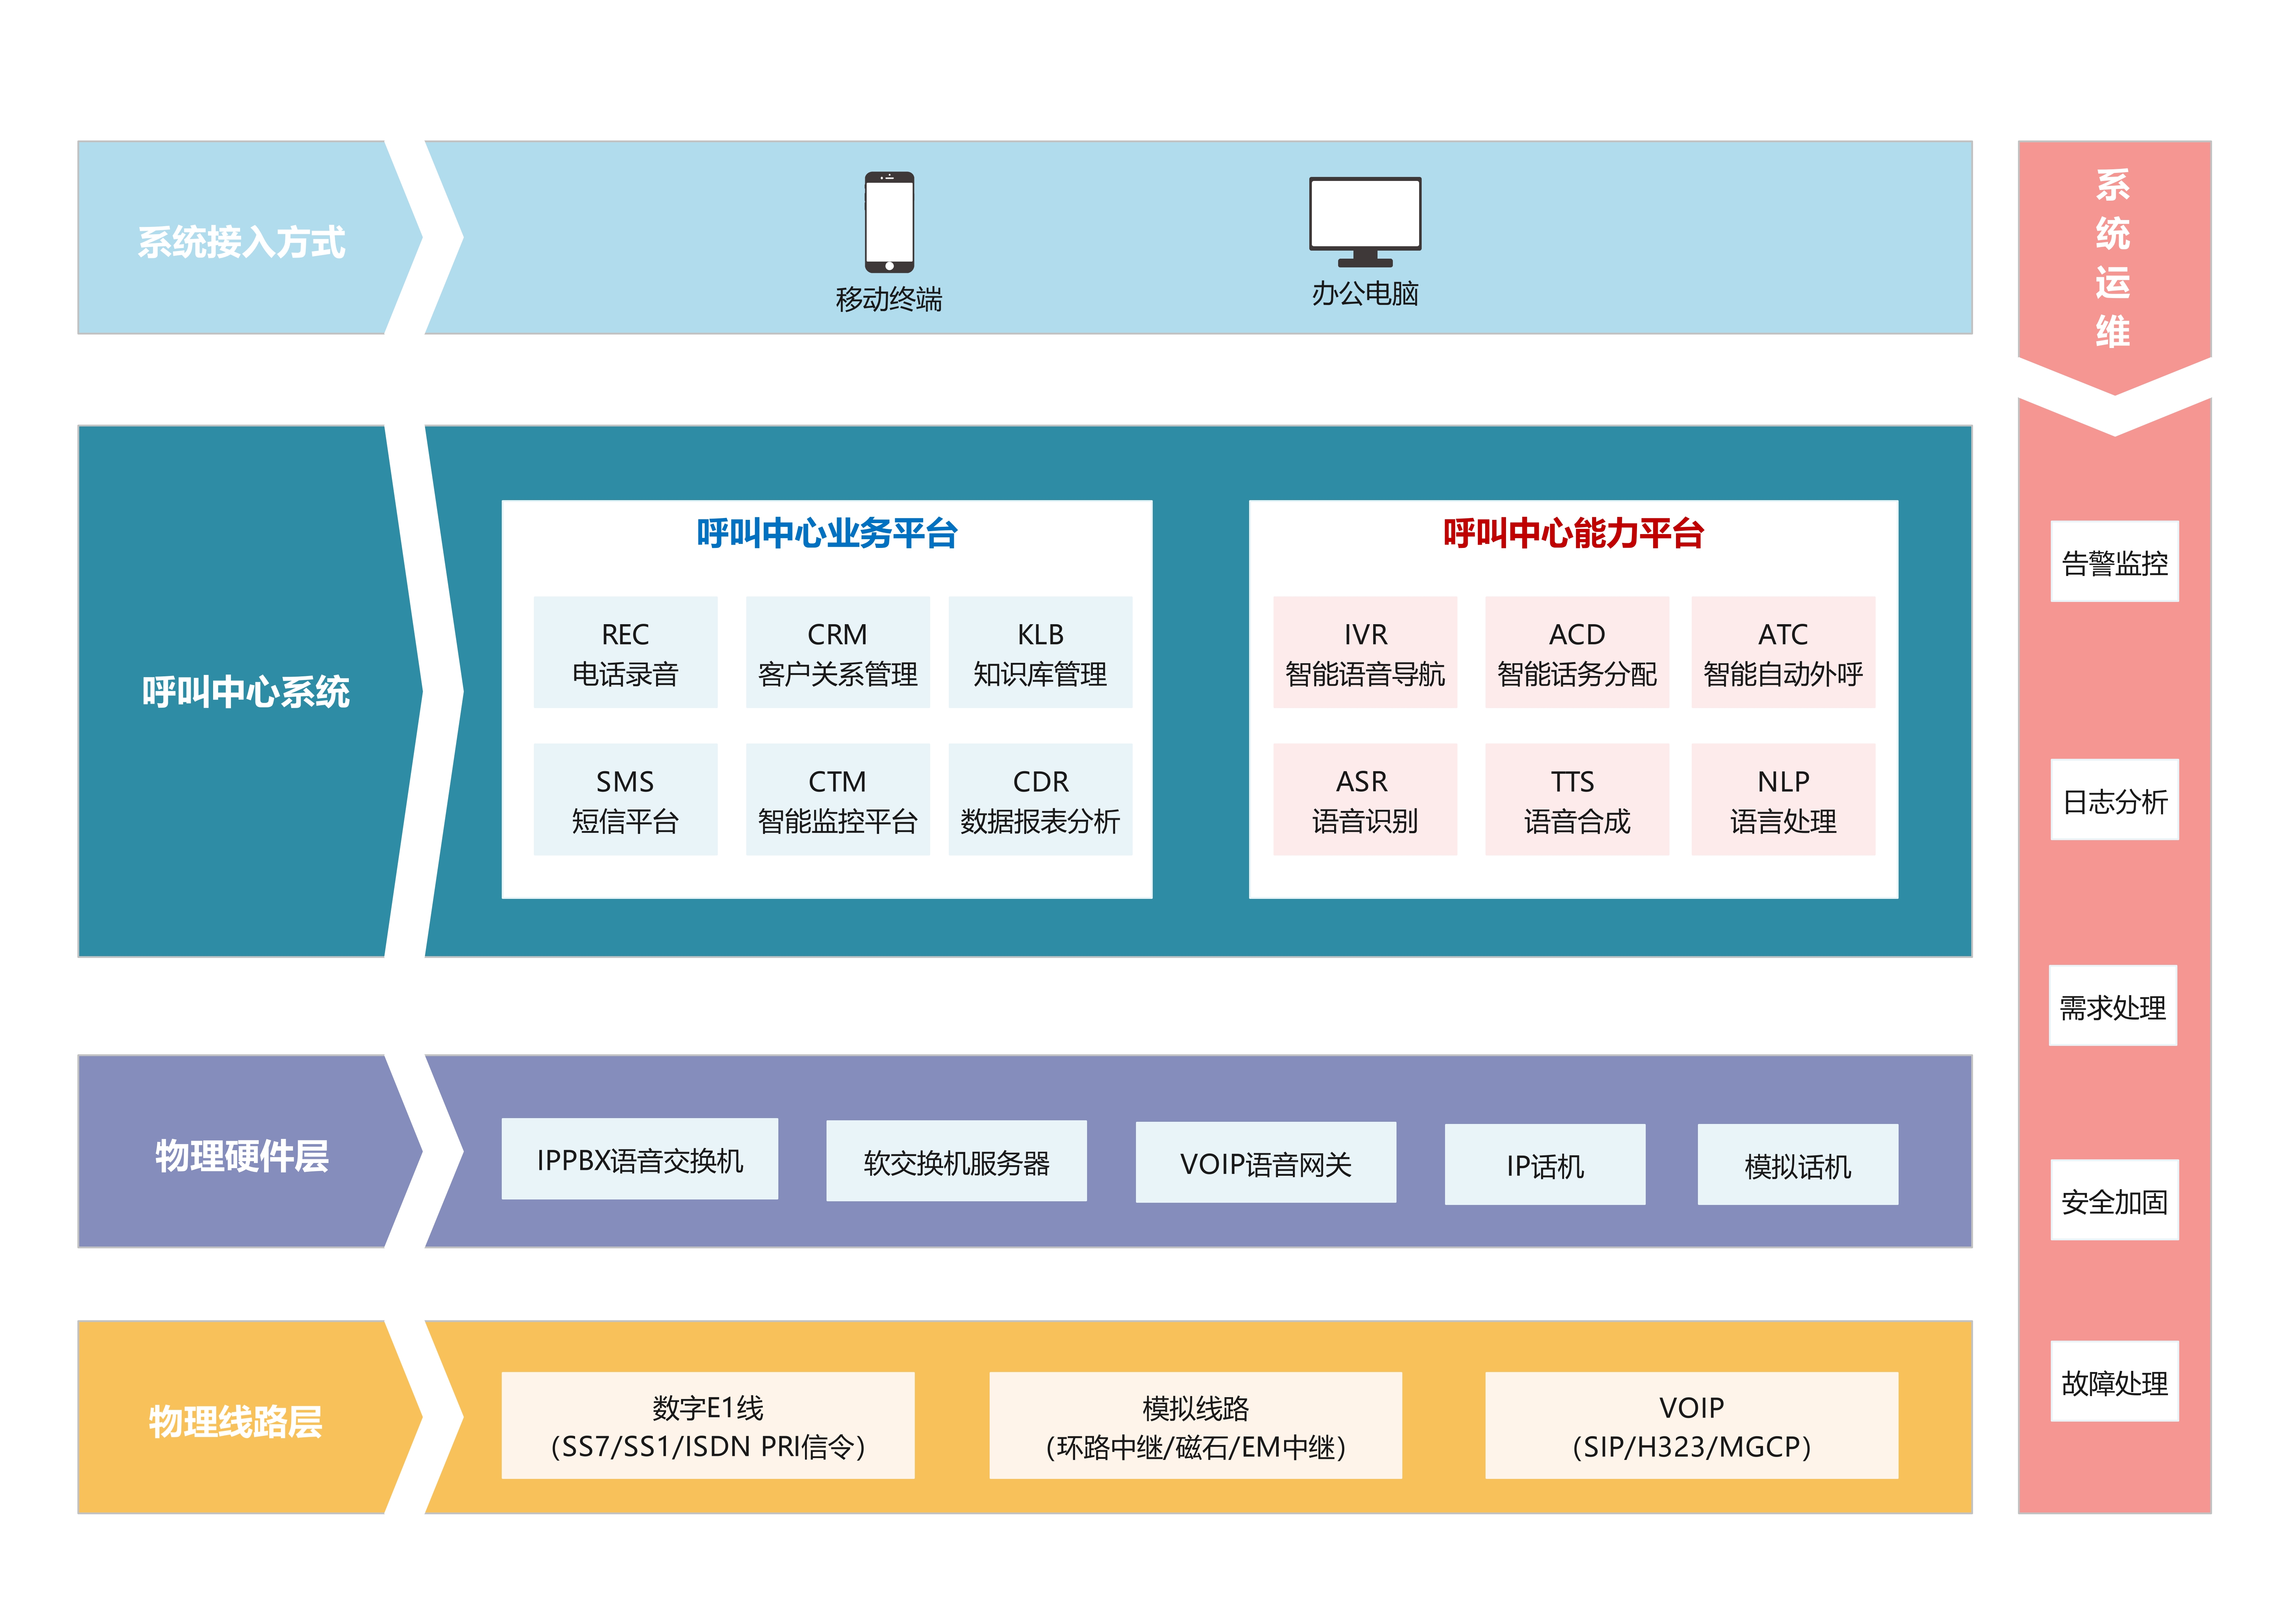 系统接入方式
移动终端
办公电脑
呼叫中心系统
呼叫中心业务平台
REC
电话录音
CRM
客户关系管理
KLB
知识库管理
SMS
短信平台
CTM
智能监控平台
CDR
数据报表分析
呼叫中心能力平台
IVR
智能语音导航
ACD
智能话务分配
ATC
智能自动外呼
ASR
语音识别
TTS
语音合成
NLP
语言处理
物理硬件层
IPPBX语音交换机
软交换机服务器
VOIP语音网关
IP话机
模拟话机
物理线路层
数字E1线
（SS7/SS1/ISDN PRI信令）
模拟线路
（环路中继/磁石/EM中继）
VOIP
（SIP/H323/MGCP）
系
统
运
维
告警监控
日志分析
需求处理
安全加固
故障处理